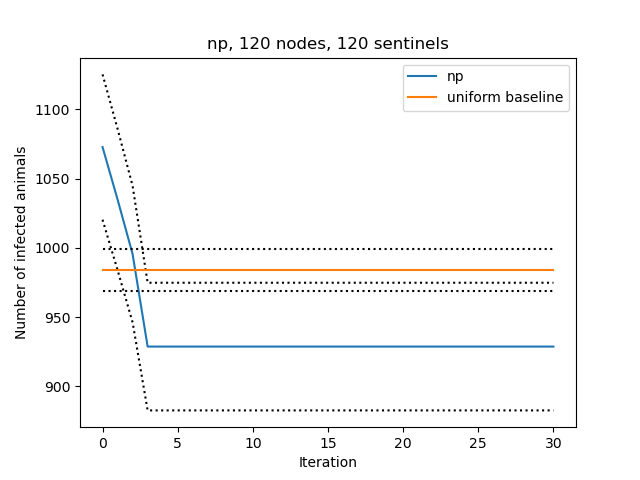 np, 120 nodes, 120 sentinels
np
uniform baseline
Number of infected animals
1100
1050
1000
950
900
0 5 10 15 20 25 30
Iteration